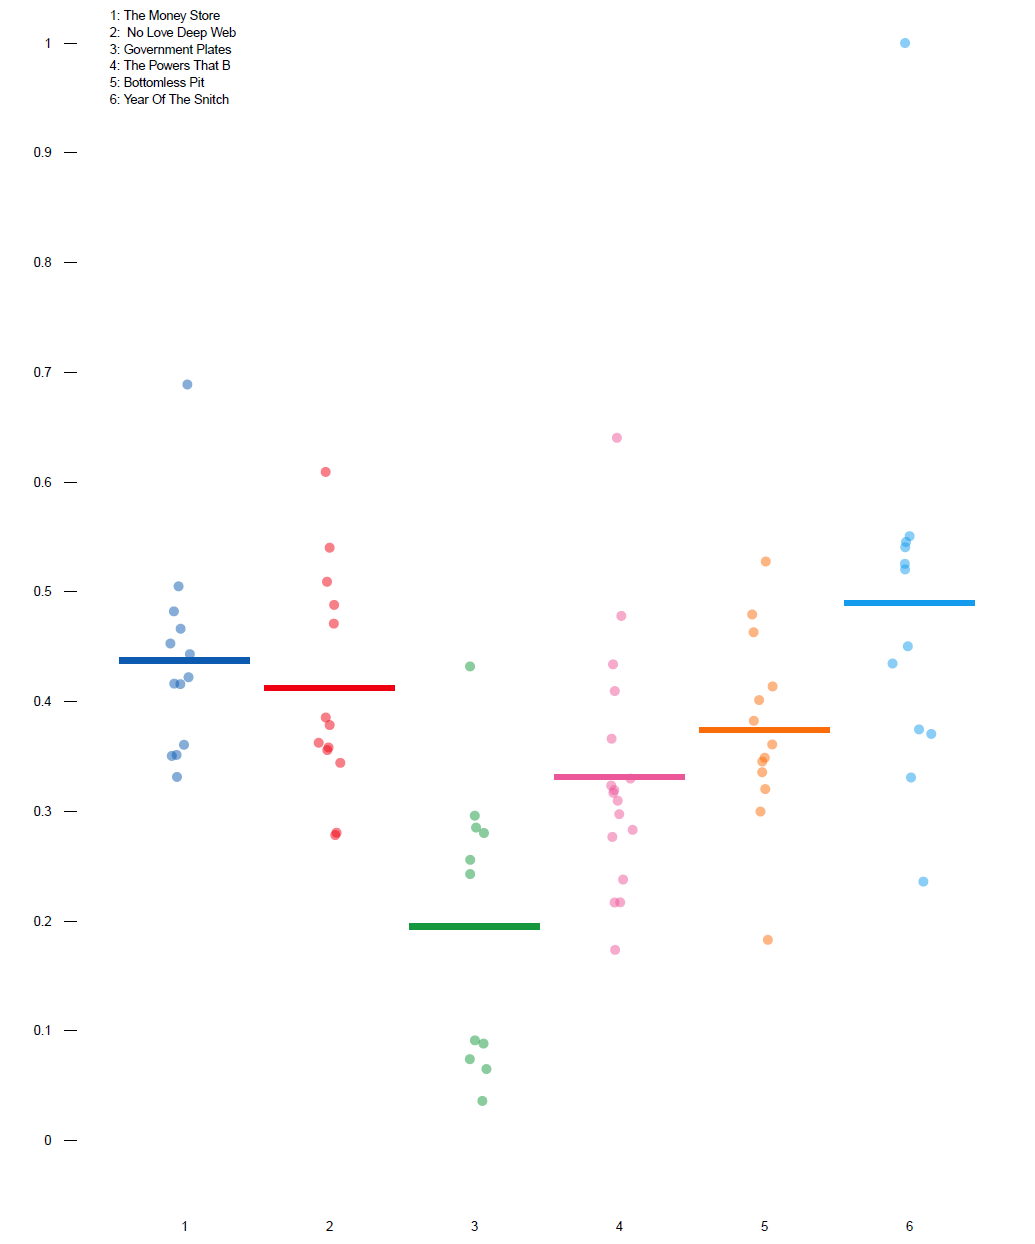 1: The Money Store
2:  No Love Deep Web
3: Government Plates
4: The Powers That B
5: Bottomless Pit
6: Year Of The Snitch
1
0.9
0.8
0.7
0.6
0.5
0.4
0.3
0.2
0.1
0
1 2 3 4 5 6